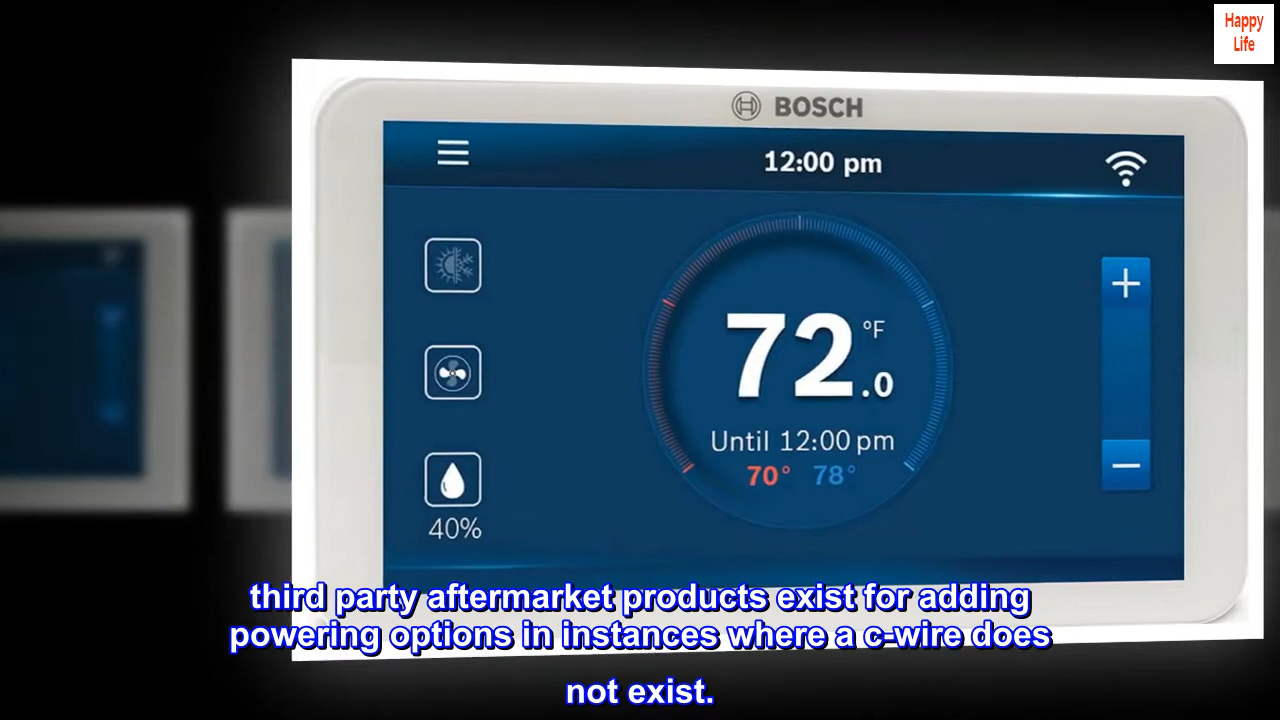 Happy
Life
BOSCH
12:00 pm
72.0 °F
Until 12:00 pm
70° 78°
40%
third party aftermarket products exist for adding
powering options in instances where a c-wire does
not exist.